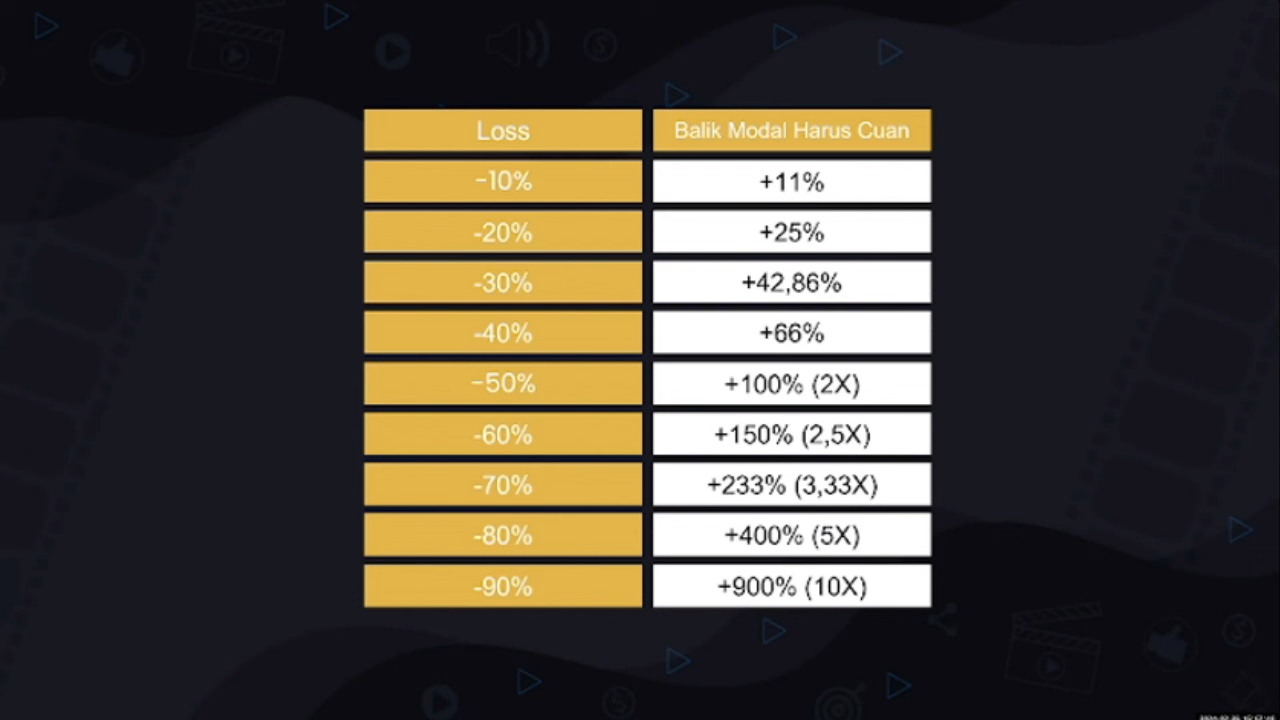 Loss Balik Modal Harus Cuan
-10% +11%
-20% +25%
-30% +42,86%
-40% +66%
-50% +100% (2X)
-60% +150% (2,5X)
-70% +233% (3,33X)
-80% +400% (5X)
-90% +900% (10X)